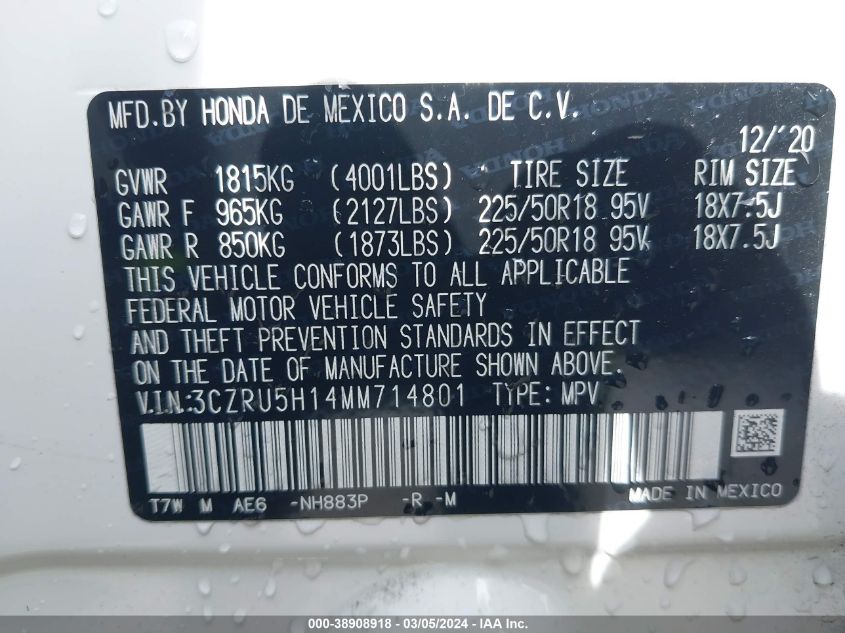 MFD.BY HONDA DE MEXICO S.A. DE C.V.
12/'20
GVWR 1815KG (4001LBS) TIRE SIZE RIM SIZE
GAWR F 965KG (2127LBS) 225/50R18 95V 18X7.5J
GAWR R 850KG (1873LBS) 225/50R18 95V 18X7.5J
THIS VEHICLE CONFORMS TO ALL APPLICABLE
FEDERAL MOTOR VEHICLE SAFETY
AND THEFT PREVENTION STANDARDS IN EFFECT
ON THE DATE OF MANUFACTURE SHOWN ABOVE.
V.I.N.:3CZRU5H14MM714801 TYPE: MPV
T7W M AE6 -NH883P -R -M MADE IN MEXICO
000-38908918 - 03/05/2024 - IAAI.com